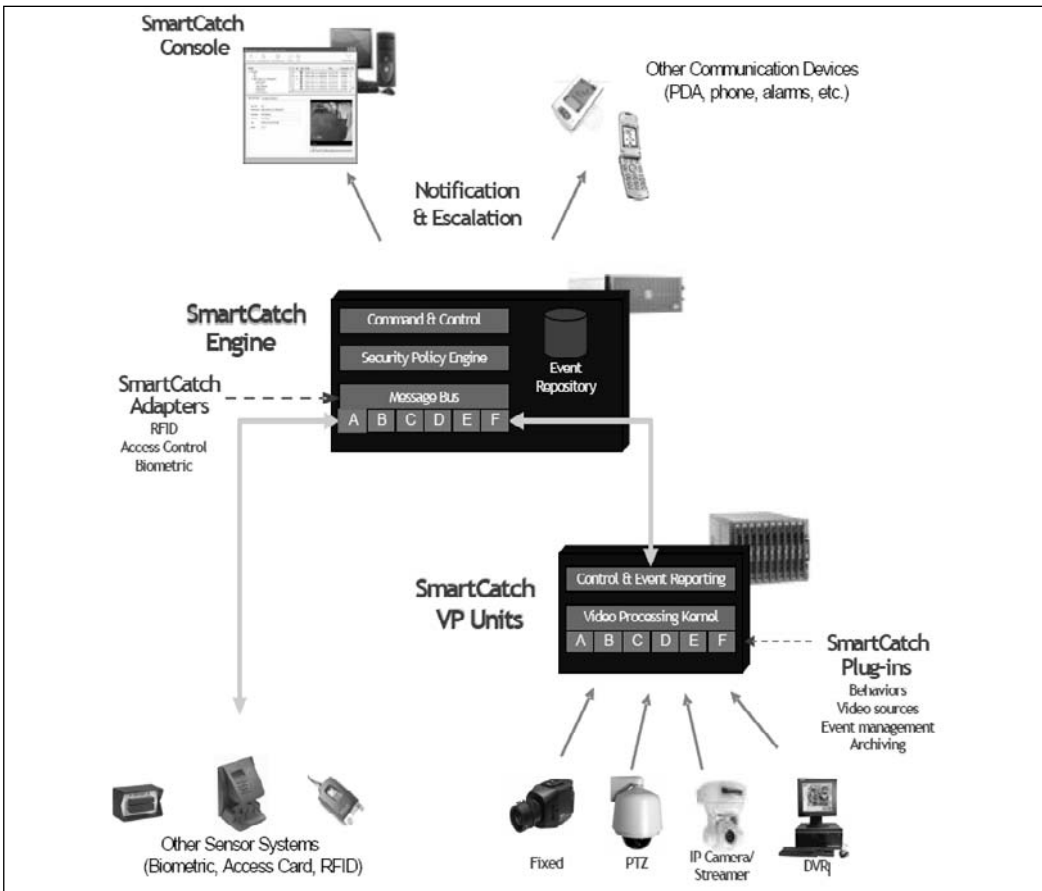 SmartCatch
Console
Other Communication Devices
(PDA, phone, alarms, etc.)
Notification
& Escalation
SmartCatch
Engine
Command & Control
Security Policy Engine
Message Bus
A B C D E F
Event
Repository
SmartCatch
Adapters
RFID
Access Control
Biometric
SmartCatch
VP Units
Control & Event Reporting
Video Processing Kernel
A B C D E F
SmartCatch
Plug-ins
Behaviors
Video sources
Event management
Archiving
Other Sensor Systems
(Biometric, Access Card, RFID)
Fixed
PTZ
IP Camera/
Streamer
DVR